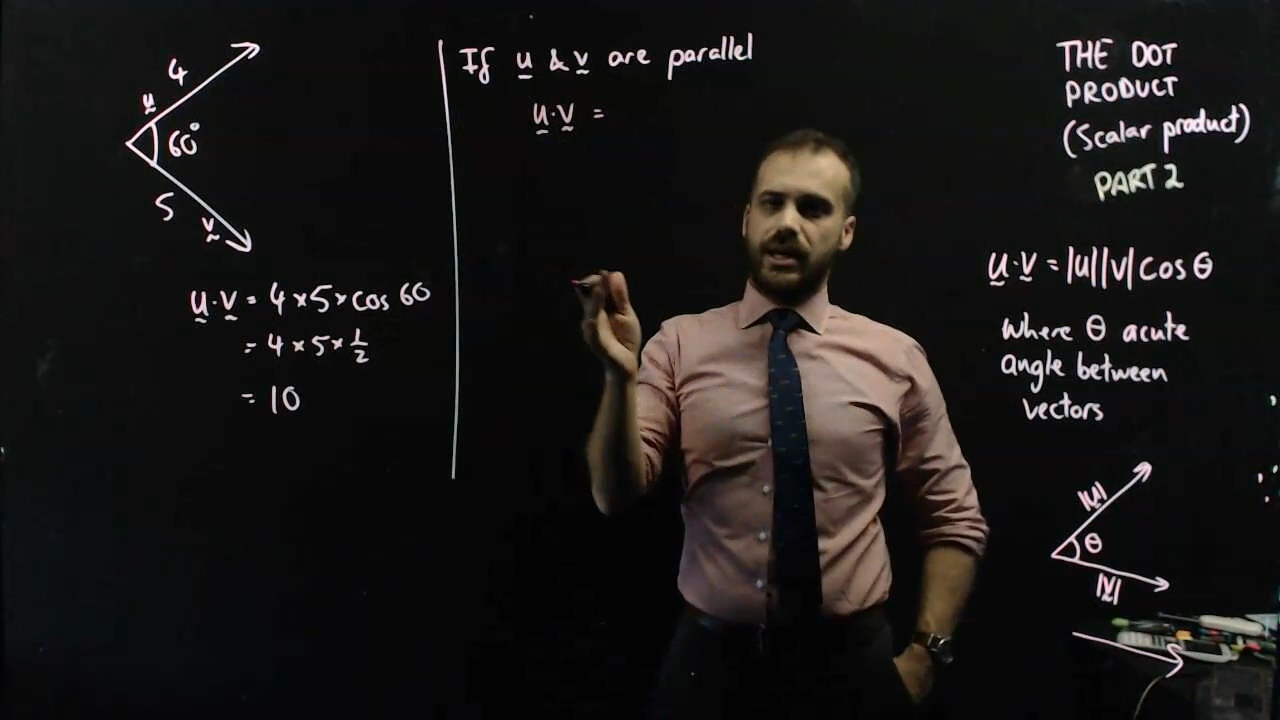 4
u
60°
5
v
u·v = 4×5×cos 60
= 4×5×1/2
= 10
If u & v are parallel
u·v =
THE DOT
PRODUCT
(Scalar product)
PART 2
u·v = |u||v| cos θ
where θ acute
angle between
vectors
|u|
θ
|v|